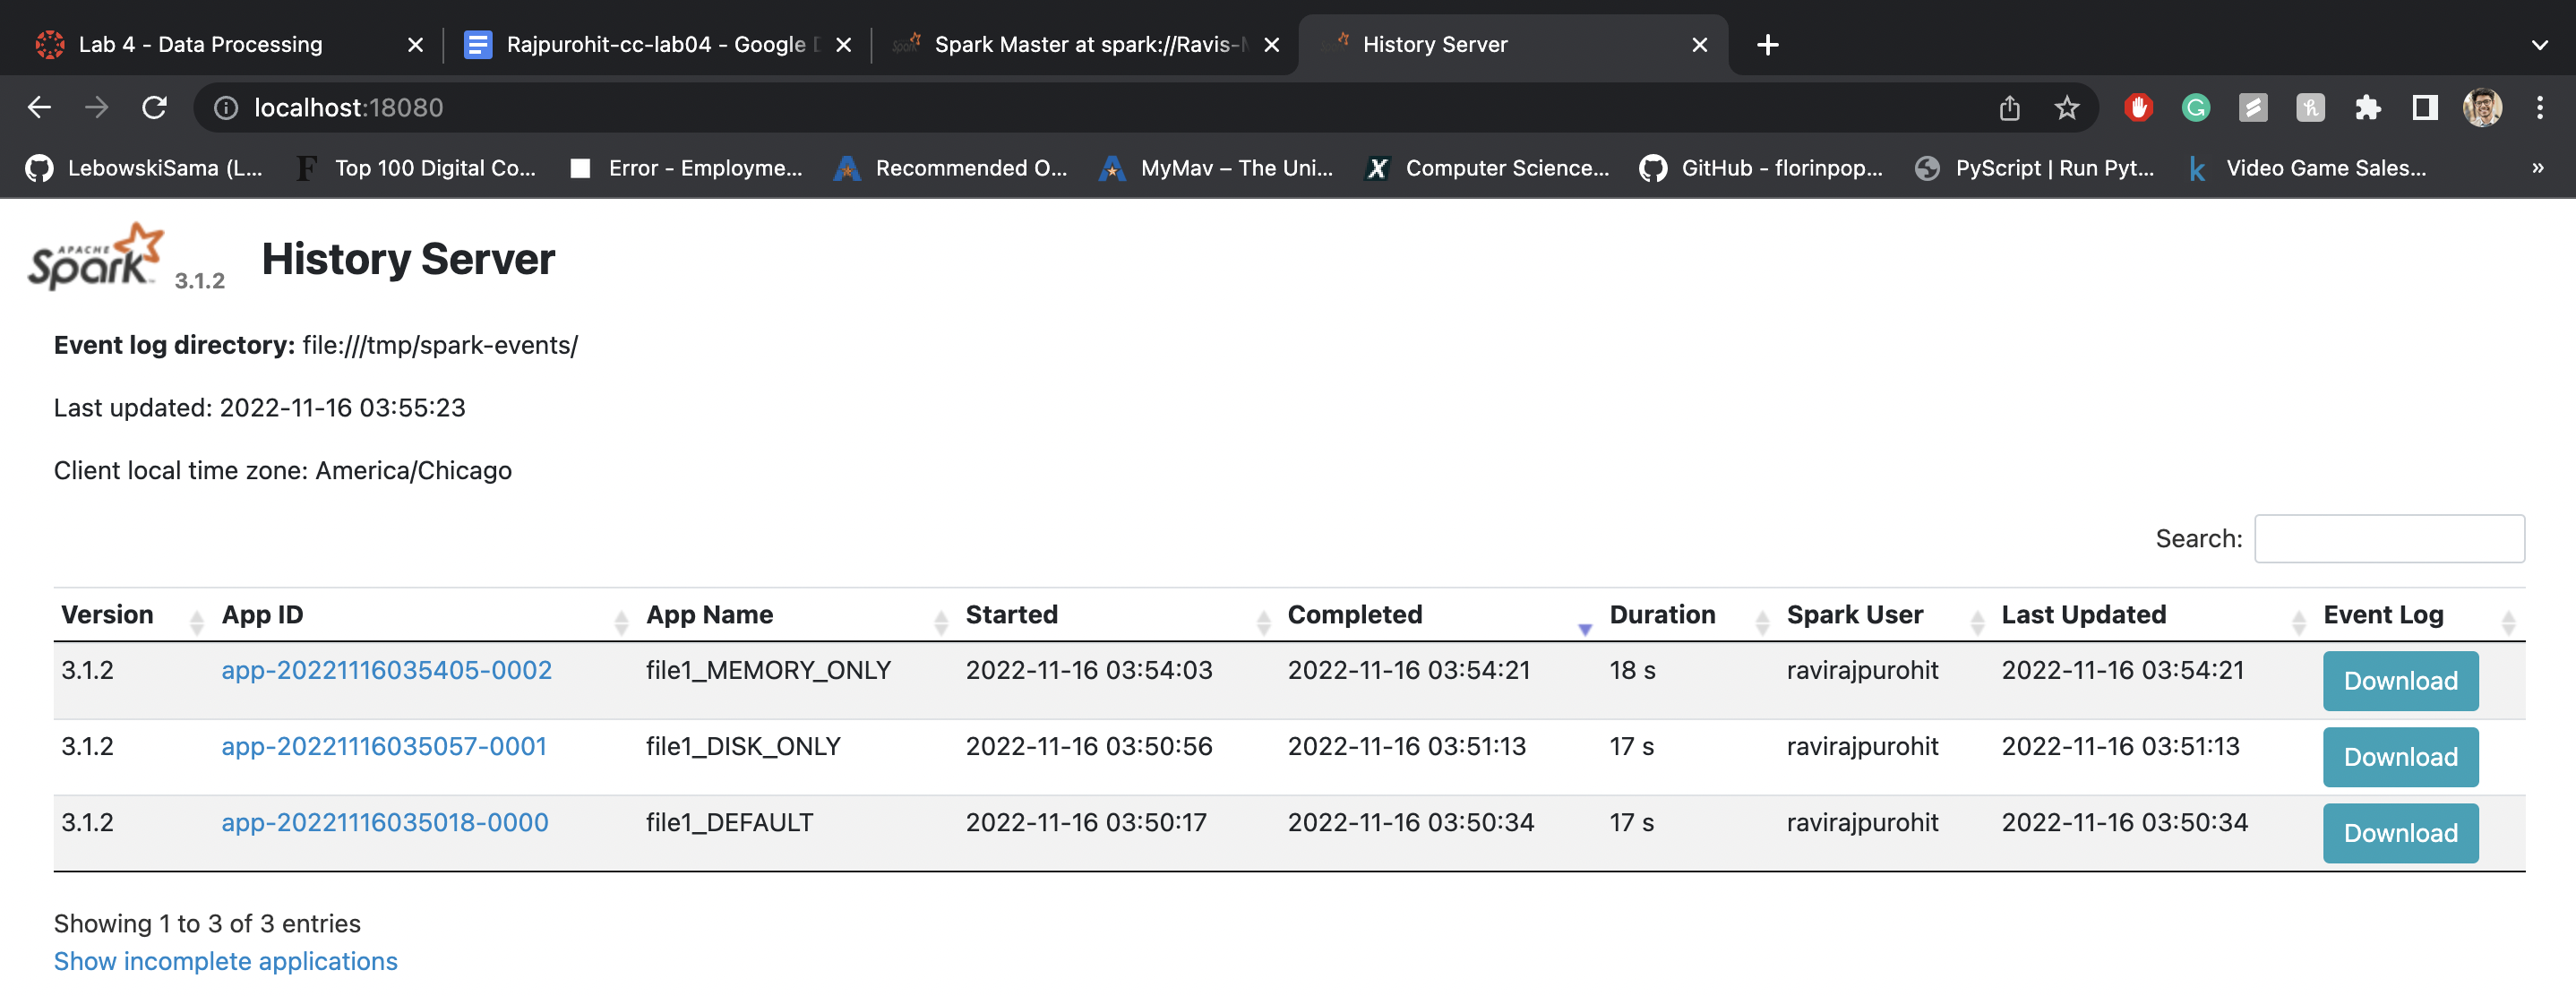 Lab 4 - Data Processing
Rajpurohit-cc-lab04 - Google
Spark Master at spark://Ravis-
History Server
localhost:18080
LebowskiSama (L... Top 100 Digital Co... Error - Employme... Recommended O... MyMav – The Uni... Computer Science... GitHub - florinpop... PyScript | Run Pyt... Video Game Sales... »
APACHE Spark 3.1.2 History Server
Event log directory: file:///tmp/spark-events/
Last updated: 2022-11-16 03:55:23
Client local time zone: America/Chicago
Search:
Version App ID App Name Started Completed Duration Spark User Last Updated Event Log
3.1.2 app-20221116035405-0002 file1_MEMORY_ONLY 2022-11-16 03:54:03 2022-11-16 03:54:21 18 s ravirajpurohit 2022-11-16 03:54:21 Download
3.1.2 app-20221116035057-0001 file1_DISK_ONLY 2022-11-16 03:50:56 2022-11-16 03:51:13 17 s ravirajpurohit 2022-11-16 03:51:13 Download
3.1.2 app-20221116035018-0000 file1_DEFAULT 2022-11-16 03:50:17 2022-11-16 03:50:34 17 s ravirajpurohit 2022-11-16 03:50:34 Download
Showing 1 to 3 of 3 entries
Show incomplete applications